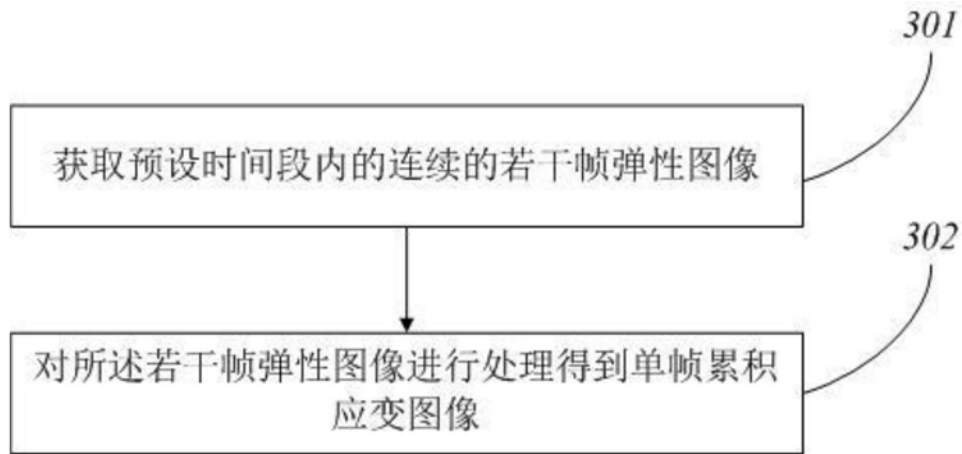 301
获取预设时间段内的连续的若干帧弹性图像
302
对所述若干帧弹性图像进行处理得到单帧累积
应变图像